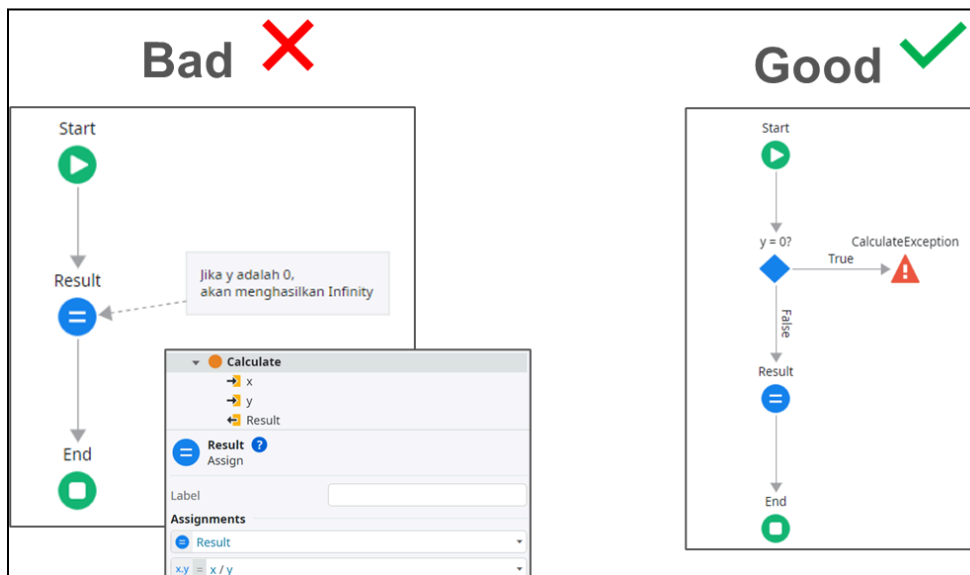 Bad
Start
Result
Jika y adalah 0,
akan menghasilkan Infinity
End
Calculate
x
y
Result
Result ?
Assign
Label
Assignments
= Result
x.y = x / y
Good
Start
y = 0?
CalculateException
True
False
Result
End